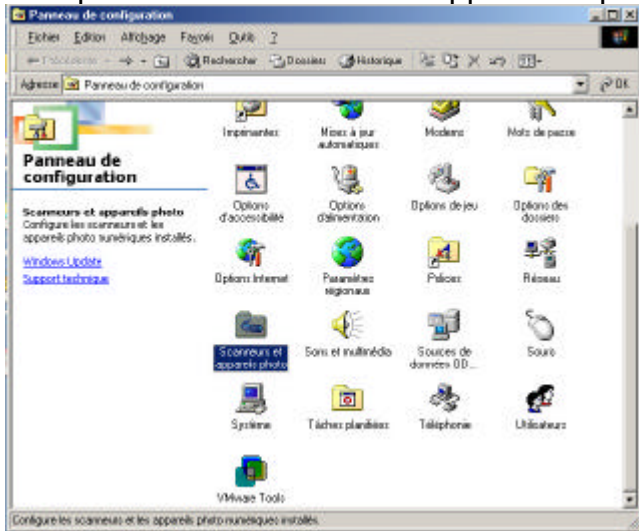 Panneau de configuration
Fichier Edition Affichage Favoris Outils ?
Rechercher Dossiers Historique
Adresse Panneau de configuration OK
Imprimantes Mises à jour automatiques Modems Mots de passe
Panneau de configuration
Scanneurs et appareils photo
Configure les scanneurs et les
appareils photo numériques installés.
Windows Update
Support technique
Options d'accessibilité Options d'alimentation Options de jeu Options des dossiers
Options Internet Paramètres régionaux Polices Réseau
Scanneurs et appareils photo Sons et multimédia Sources de données OD... Souris
Système Tâches planifiées Téléphonie Utilisateurs
VMware Tools
Configure les scanneurs et les appareils photo numériques installés.